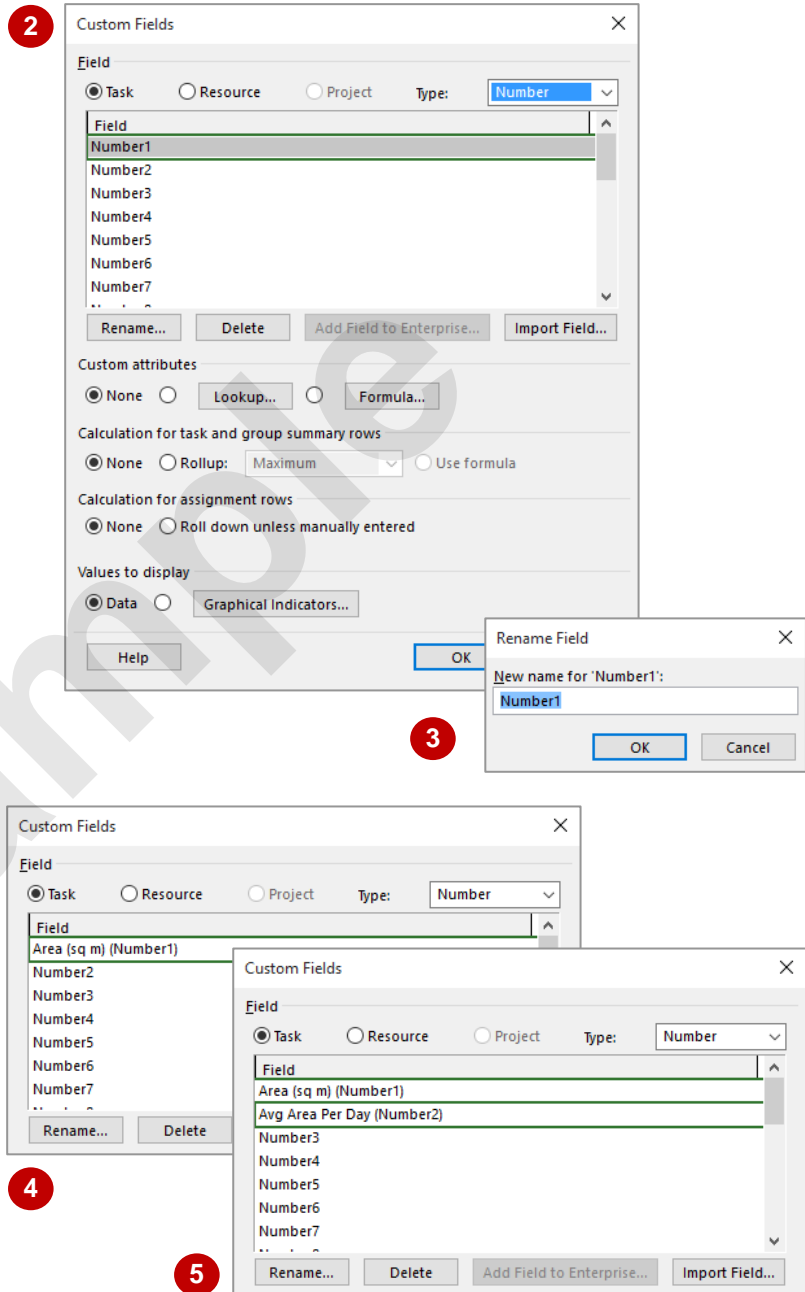 2
Custom Fields
Field
Task Resource Project Type: Number
Field
Number1
Number2
Number3
Number4
Number5
Number6
Number7
Rename... Delete Add Field to Enterprise... Import Field...
Custom attributes
None Lookup... Formula...
Calculation for task and group summary rows
None Rollup: Maximum Use formula
Calculation for assignment rows
None Roll down unless manually entered
Values to display
Data Graphical Indicators...
Help OK
3
Rename Field
New name for 'Number1':
Number1
OK Cancel
4
Custom Fields
Field
Task Resource Project Type: Number
Field
Area (sq m) (Number1)
Number2
Number3
Number4
Number5
Number6
Number7
Rename... Delete
5
Custom Fields
Field
Task Resource Project Type: Number
Field
Area (sq m) (Number1)
Avg Area Per Day (Number2)
Number3
Number4
Number5
Number6
Number7
Rename... Delete Add Field to Enterprise... Import Field...